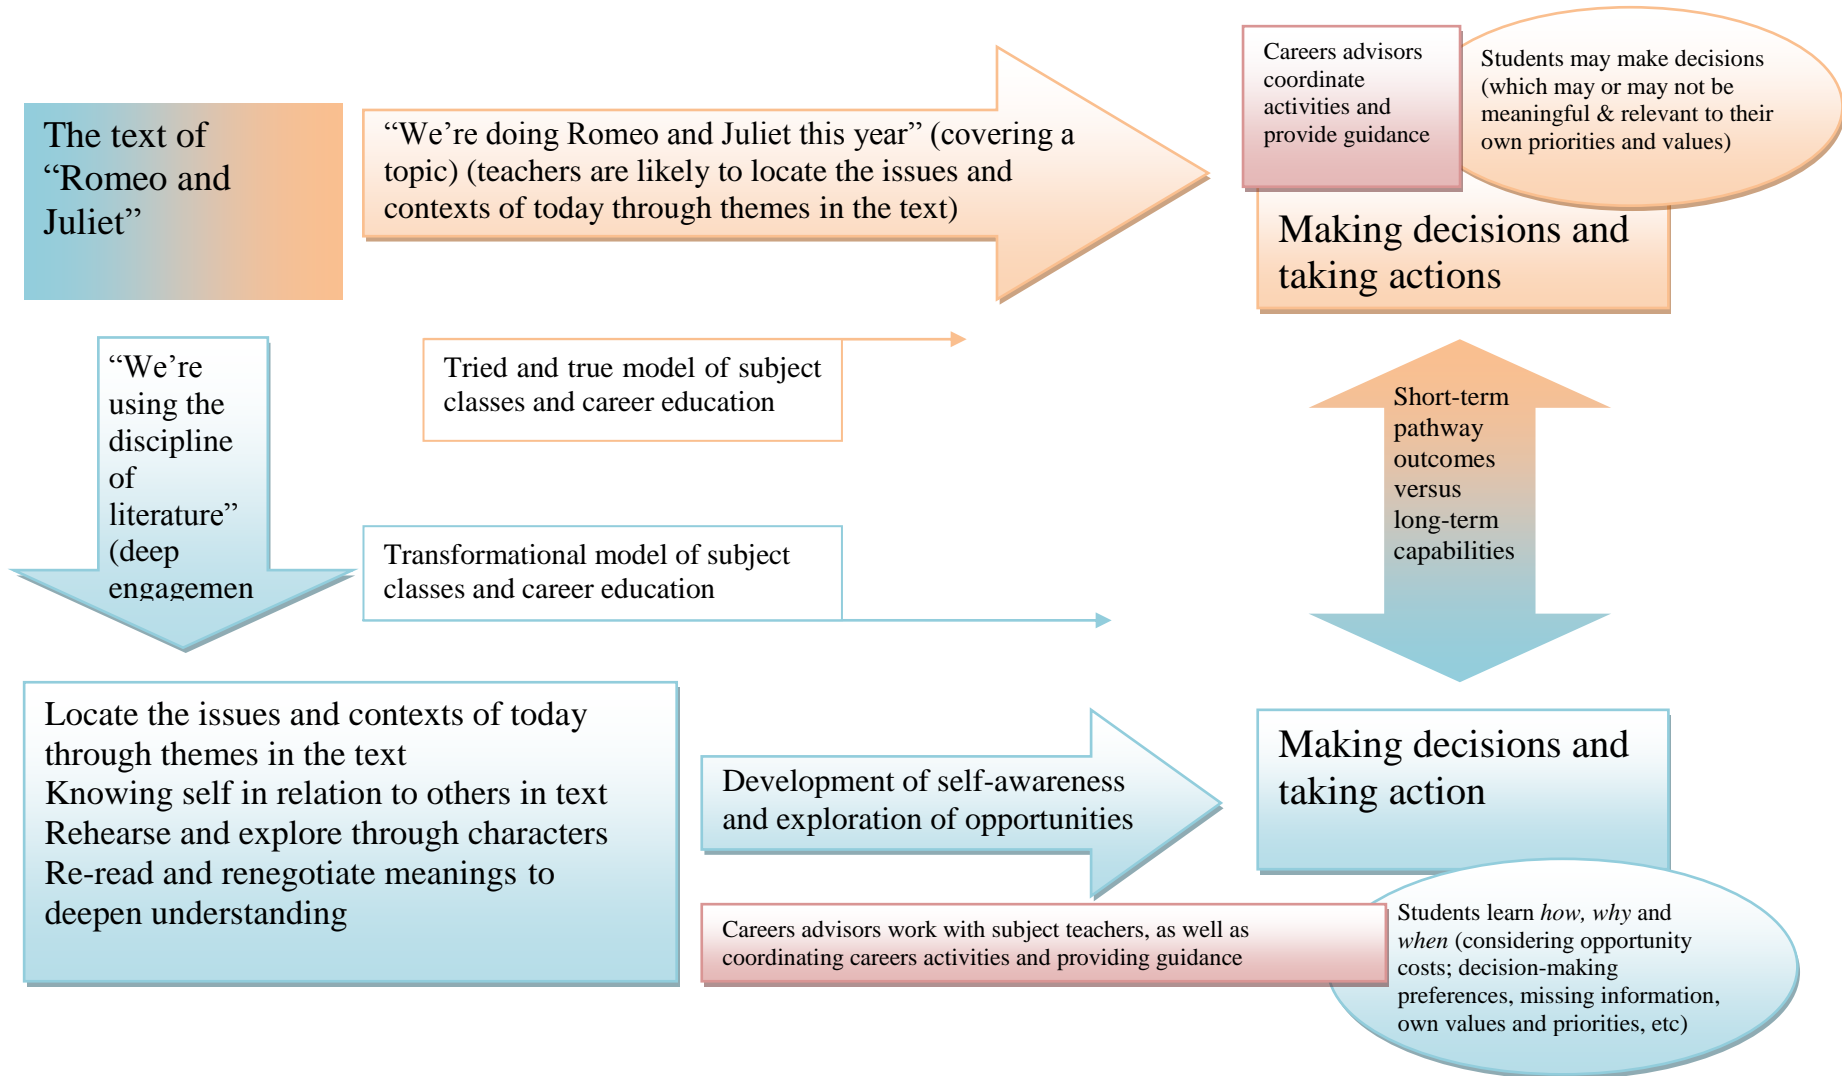 The text of
“Romeo and
Juliet”
“We’re doing Romeo and Juliet this year” (covering a
topic) (teachers are likely to locate the issues and
contexts of today through themes in the text)
Careers advisors
coordinate
activities and
provide guidance
Students may make decisions
(which may or may not be
meaningful & relevant to their
own priorities and values)
Making decisions and
taking actions
“We’re
using the
discipline
of
literature”
(deep
engagemen
Tried and true model of subject
classes and career education
Transformational model of subject
classes and career education
Short-term
pathway
outcomes
versus
long-term
capabilities
Locate the issues and contexts of today
through themes in the text
Knowing self in relation to others in text
Rehearse and explore through characters
Re-read and renegotiate meanings to
deepen understanding
Development of self-awareness
and exploration of opportunities
Making decisions and
taking action
Careers advisors work with subject teachers, as well as
coordinating careers activities and providing guidance
Students learn how, why and
when (considering opportunity
costs; decision-making
preferences, missing information,
own values and priorities, etc)